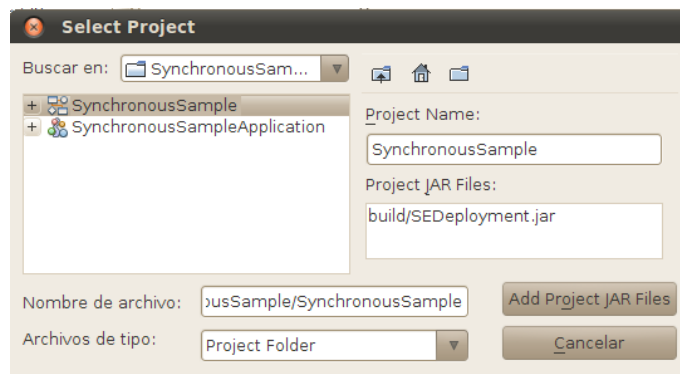 Select Project
Buscar en: SynchronousSam...
SynchronousSample
SynchronousSampleApplication
Project Name:
SynchronousSample
Project JAR Files:
build/SEDeployment.jar
Nombre de archivo: ousSample/SynchronousSample
Add Project JAR Files
Archivos de tipo: Project Folder
Cancelar